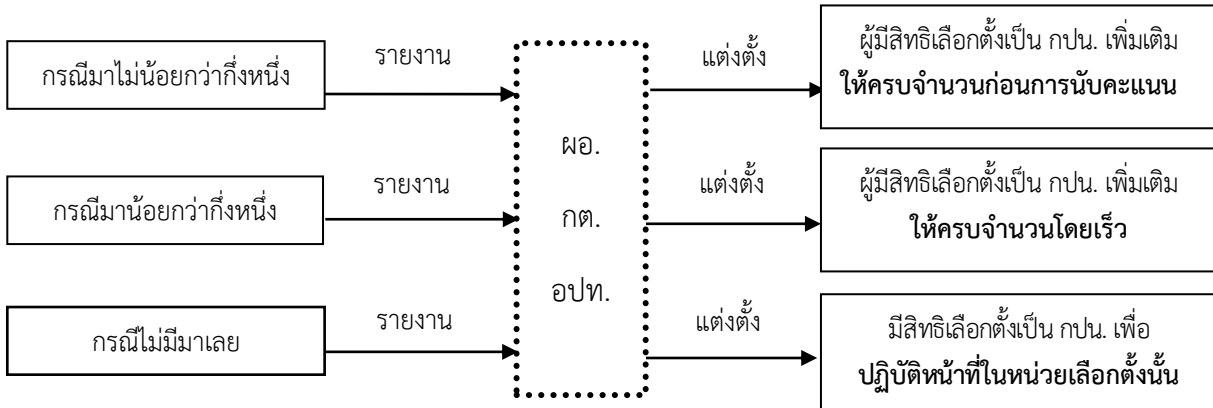 กรณีมาไม่น้อยกว่ากึ่งหนึ่ง
รายงาน
แต่งตั้ง
ผู้มีสิทธิเลือกตั้งเป็น กปน. เพิ่มเติม
ให้ครบจำนวนก่อนการนับคะแนน
กรณีมาน้อยกว่ากึ่งหนึ่ง
รายงาน
ผอ.
กต.
อปท.
แต่งตั้ง
ผู้มีสิทธิเลือกตั้งเป็น กปน. เพิ่มเติม
ให้ครบจำนวนโดยเร็ว
กรณีไม่มีมาเลย
รายงาน
แต่งตั้ง
มีสิทธิเลือกตั้งเป็น กปน. เพื่อ
ปฏิบัติหน้าที่ในหน่วยเลือกตั้งนั้น